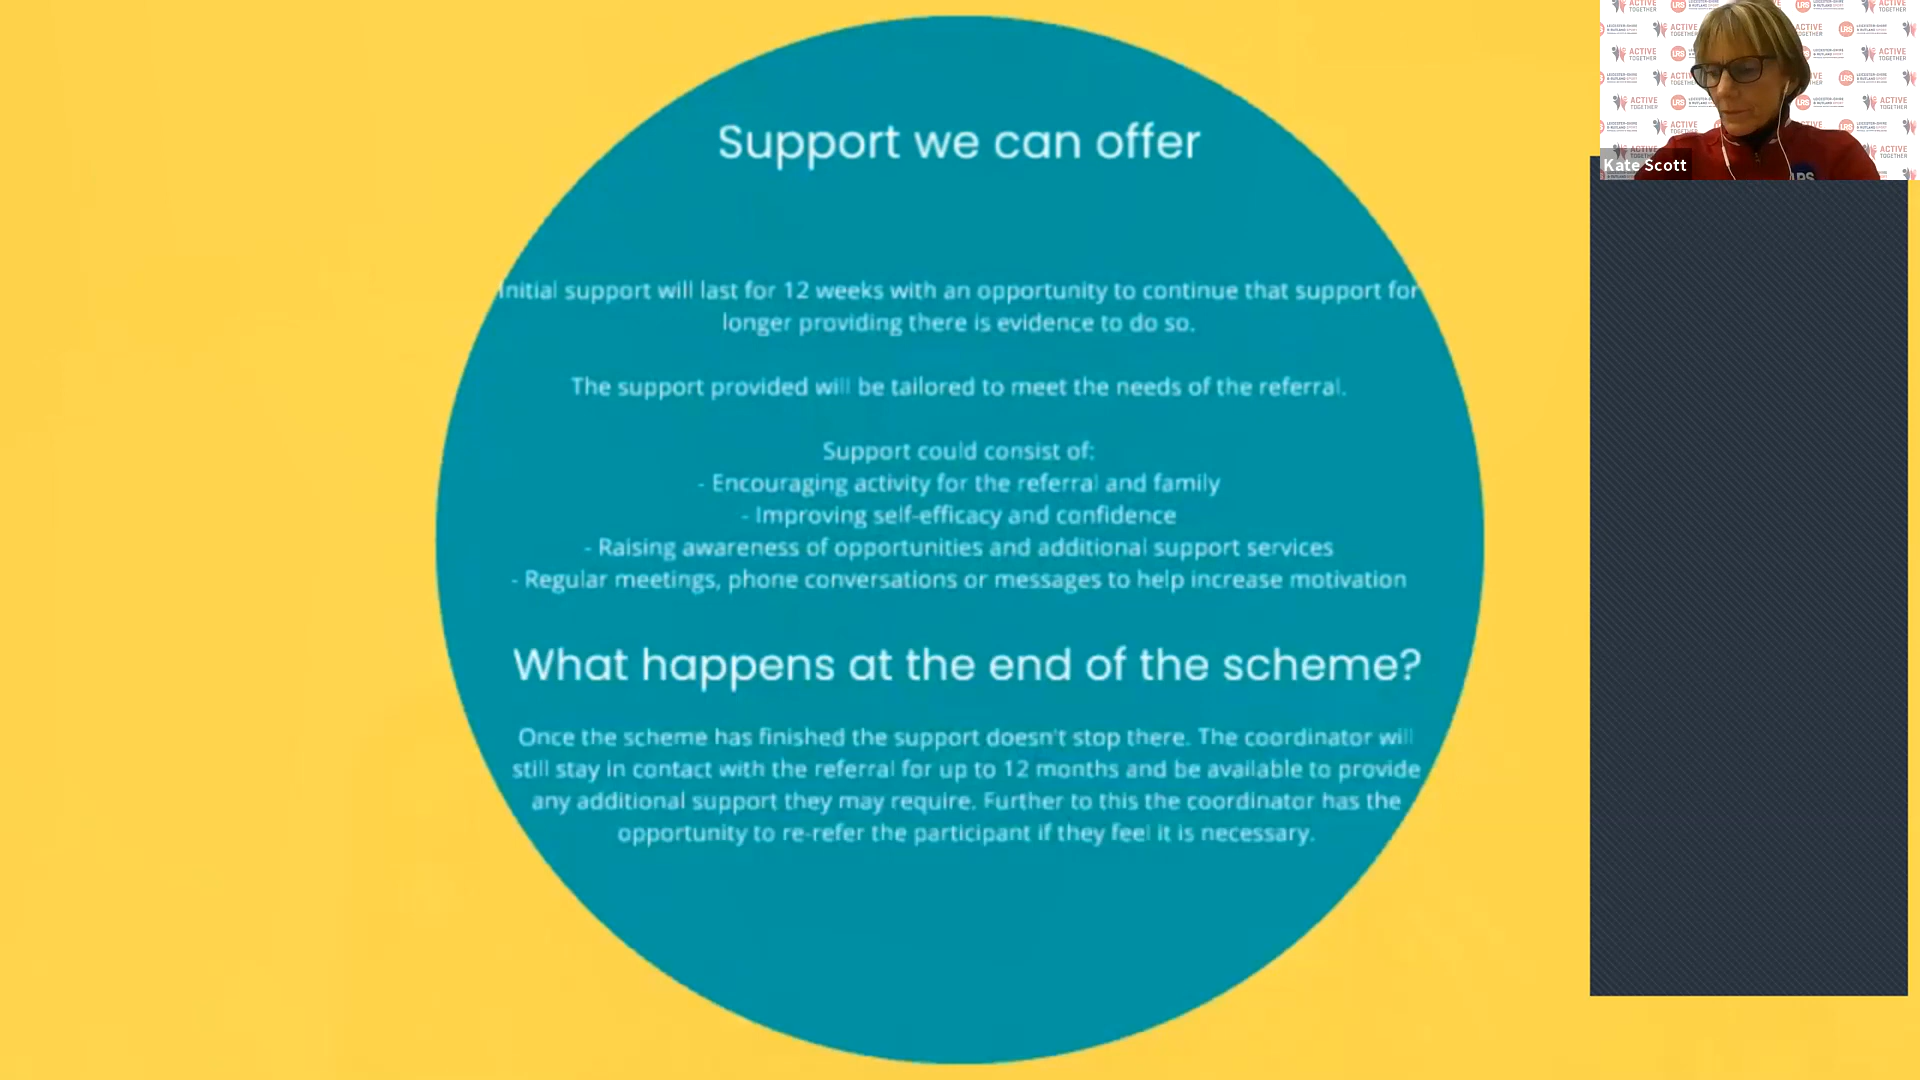 Support we can offer
Initial support will last for 12 weeks with an opportunity to continue that support for
longer providing there is evidence to do so.
The support provided will be tailored to meet the needs of the referral.
Support could consist of:
- Encouraging activity for the referral and family
- Improving self-efficacy and confidence
- Raising awareness of opportunities and additional support services
- Regular meetings, phone conversations or messages to help increase motivation
What happens at the end of the scheme?
Once the scheme has finished the support doesn't stop there. The coordinator will
still stay in contact with the referral for up to 12 months and be available to provide
any additional support they may require. Further to this the coordinator has the
opportunity to re-refer the participant if they feel it is necessary.
ACTIVE
TOGETHER
LRS
Kate Scott